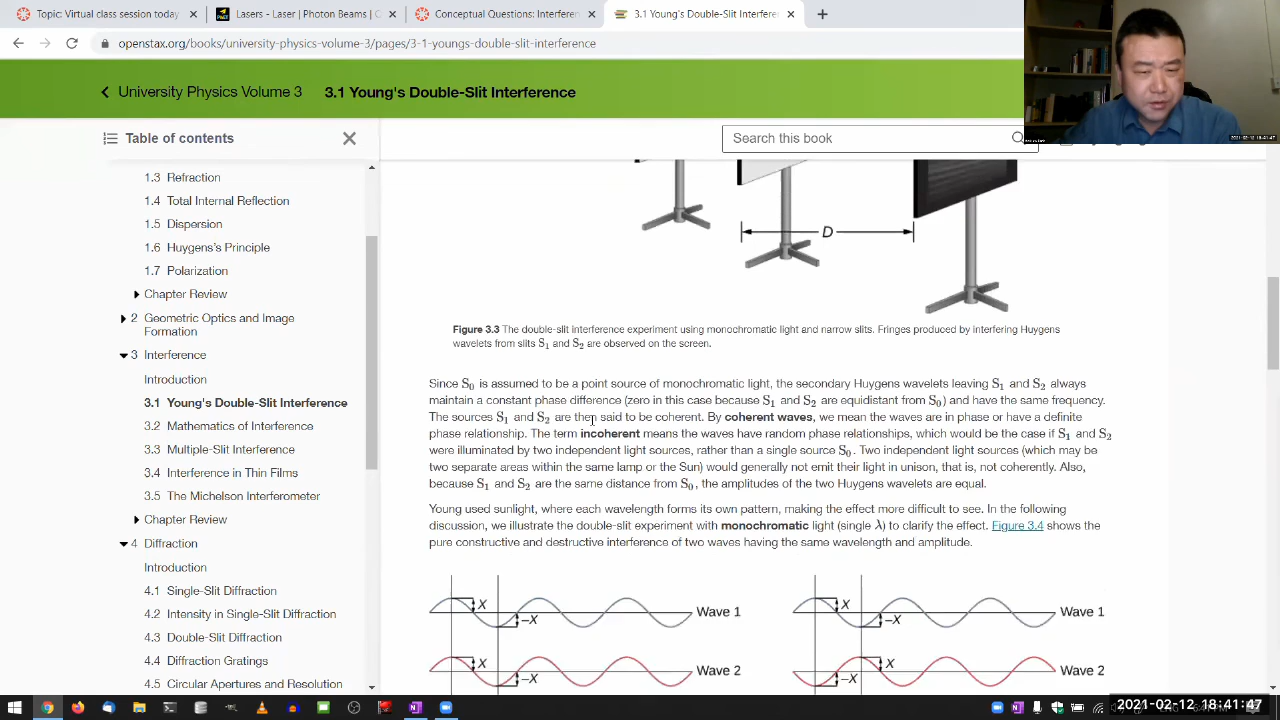 Topic: Virtual class session today
Lasers - Laser | Photon Beams | C
Conceptual Questions: Interferen
3.1 Young's Double-Slit Interferen
openstax.org/books/university-physics-volume-3/pages/3-1-youngs-double-slit-interference
University Physics Volume 3
3.1 Young's Double-Slit Interference
Table of contents
Search this book
1.3 Refraction
1.4 Total Internal Reflection
1.5 Dispersion
1.6 Huygens's Principle
1.7 Polarization
Chapter Review
2 Geometric Optics and Image
Formation
3 Interference
Introduction
3.1 Young's Double-Slit Interference
3.2 Mathematics of Interference
3.3 Multiple-Slit Interference
3.4 Interference in Thin Films
3.5 The Michelson Interferometer
Chapter Review
4 Diffraction
Introduction
4.1 Single-Slit Diffraction
4.2 Intensity in Single-Slit Diffraction
4.3 Double-Slit Diffraction
4.4 Diffraction Gratings
4.5 Circular Apertures and Resolution
D
Figure 3.3 The double-slit interference experiment using monochromatic light and narrow slits. Fringes produced by interfering Huygens
wavelets from slits S1 and S2 are observed on the screen.
Since S0 is assumed to be a point source of monochromatic light, the secondary Huygens wavelets leaving S1 and S2 always
maintain a constant phase difference (zero in this case because S1 and S2 are equidistant from S0) and have the same frequency.
The sources S1 and S2 are then said to be coherent. By coherent waves, we mean the waves are in phase or have a definite
phase relationship. The term incoherent means the waves have random phase relationships, which would be the case if S1 and S2
were illuminated by two independent light sources, rather than a single source S0. Two independent light sources (which may be
two separate areas within the same lamp or the Sun) would generally not emit their light in unison, that is, not coherently. Also,
because S1 and S2 are the same distance from S0, the amplitudes of the two Huygens wavelets are equal.
Young used sunlight, where each wavelength forms its own pattern, making the effect more difficult to see. In the following
discussion, we illustrate the double-slit experiment with monochromatic light (single λ) to clarify the effect. Figure 3.4 shows the
pure constructive and destructive interference of two waves having the same wavelength and amplitude.
X -X Wave 1
X -X Wave 1
X -X Wave 2
X -X Wave 2
2021-02-12 18:41:47
2021-02-12 18:41:47